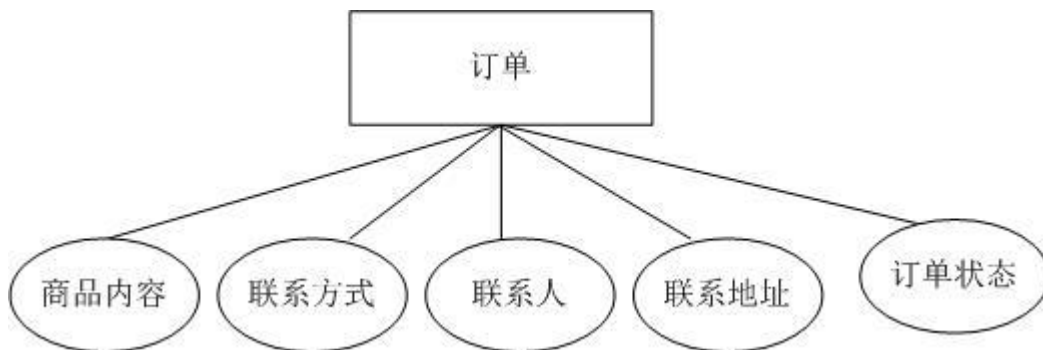 订单
商品内容
联系方式
联系人
联系地址
订单状态